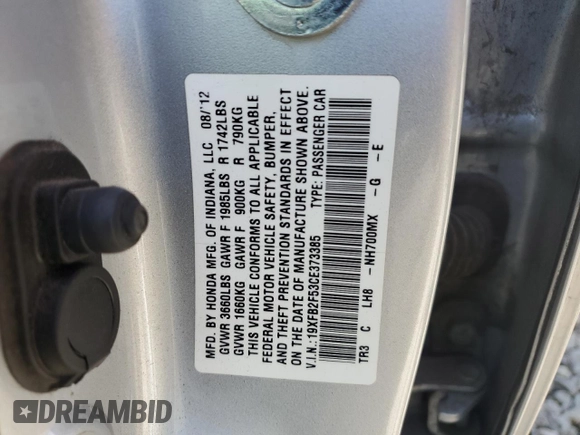 MFD. BY HONDA MFG. OF INDIANA, LLC 08/'12
GVWR 3660LBS GAWR F 1985LBS R 1742LBS
GVWR 1660KG GAWR F 900KG R 790KG
THIS VEHICLE CONFORMS TO ALL APPLICABLE
FEDERAL MOTOR VEHICLE SAFETY, BUMPER,
AND THEFT PREVENTION STANDARDS IN EFFECT
ON THE DATE OF MANUFACTURE SHOWN ABOVE.
V.I.N.:19XFB2F53CE373385 TYPE: PASSENGER CAR
TR3 C LH8 -NH700MX -G -E
DREAMBID